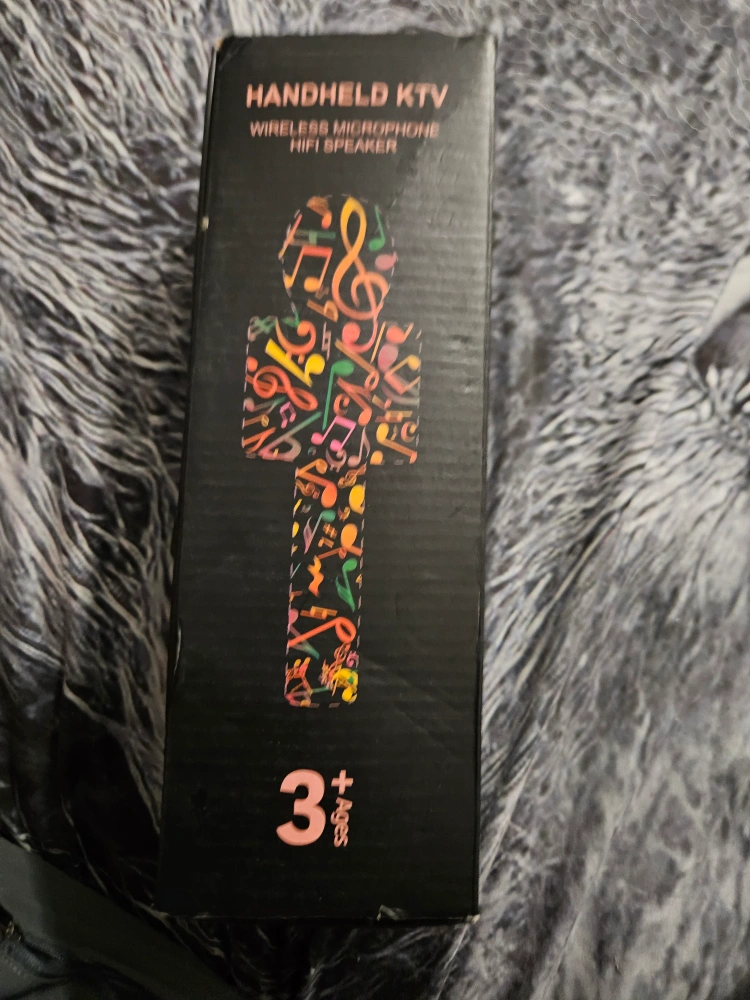 HANDHELD KTV
WIRELESS MICROPHONE
HIFI SPEAKER
3+ Ages